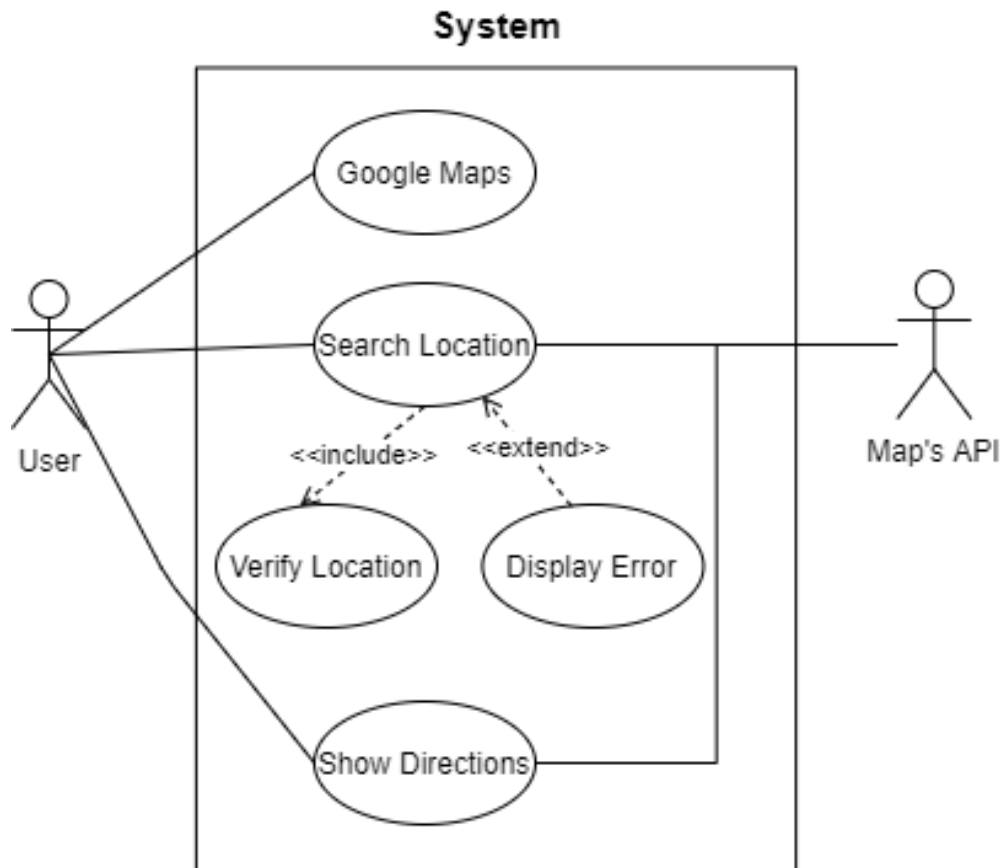 System
Google Maps
Search Location
<<include>>
<<extend>>
User
Map's API
Verify Location
Display Error
Show Directions